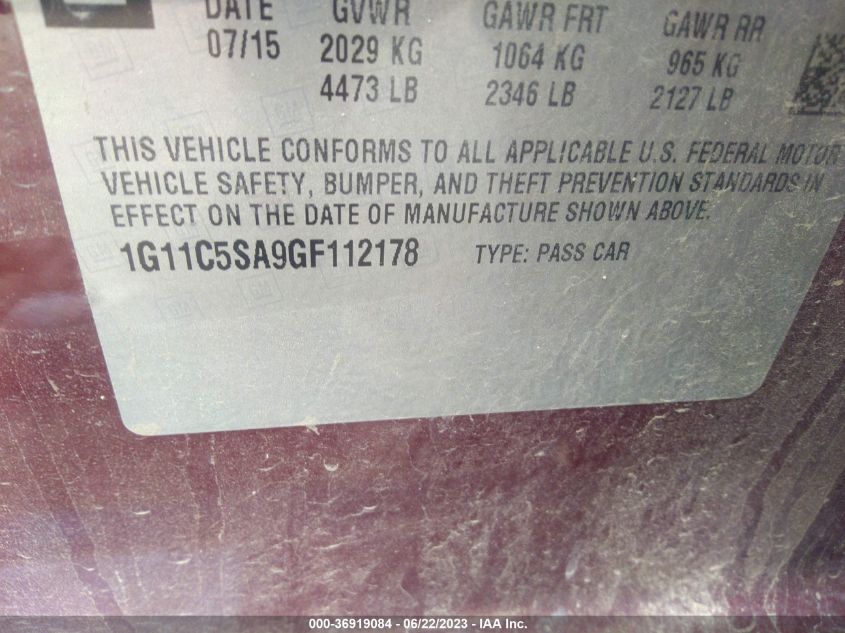 DATE GVWR GAWR FRT GAWR RR
07/15 2029 KG 1064 KG 965 KG
4473 LB 2346 LB 2127 LB
THIS VEHICLE CONFORMS TO ALL APPLICABLE U.S. FEDERAL MOTOR
VEHICLE SAFETY, BUMPER, AND THEFT PREVENTION STANDARDS IN
EFFECT ON THE DATE OF MANUFACTURE SHOWN ABOVE.
1G11C5SA9GF112178 TYPE: PASS CAR
000-36919084 - 06/22/2023 - © IAA Inc.